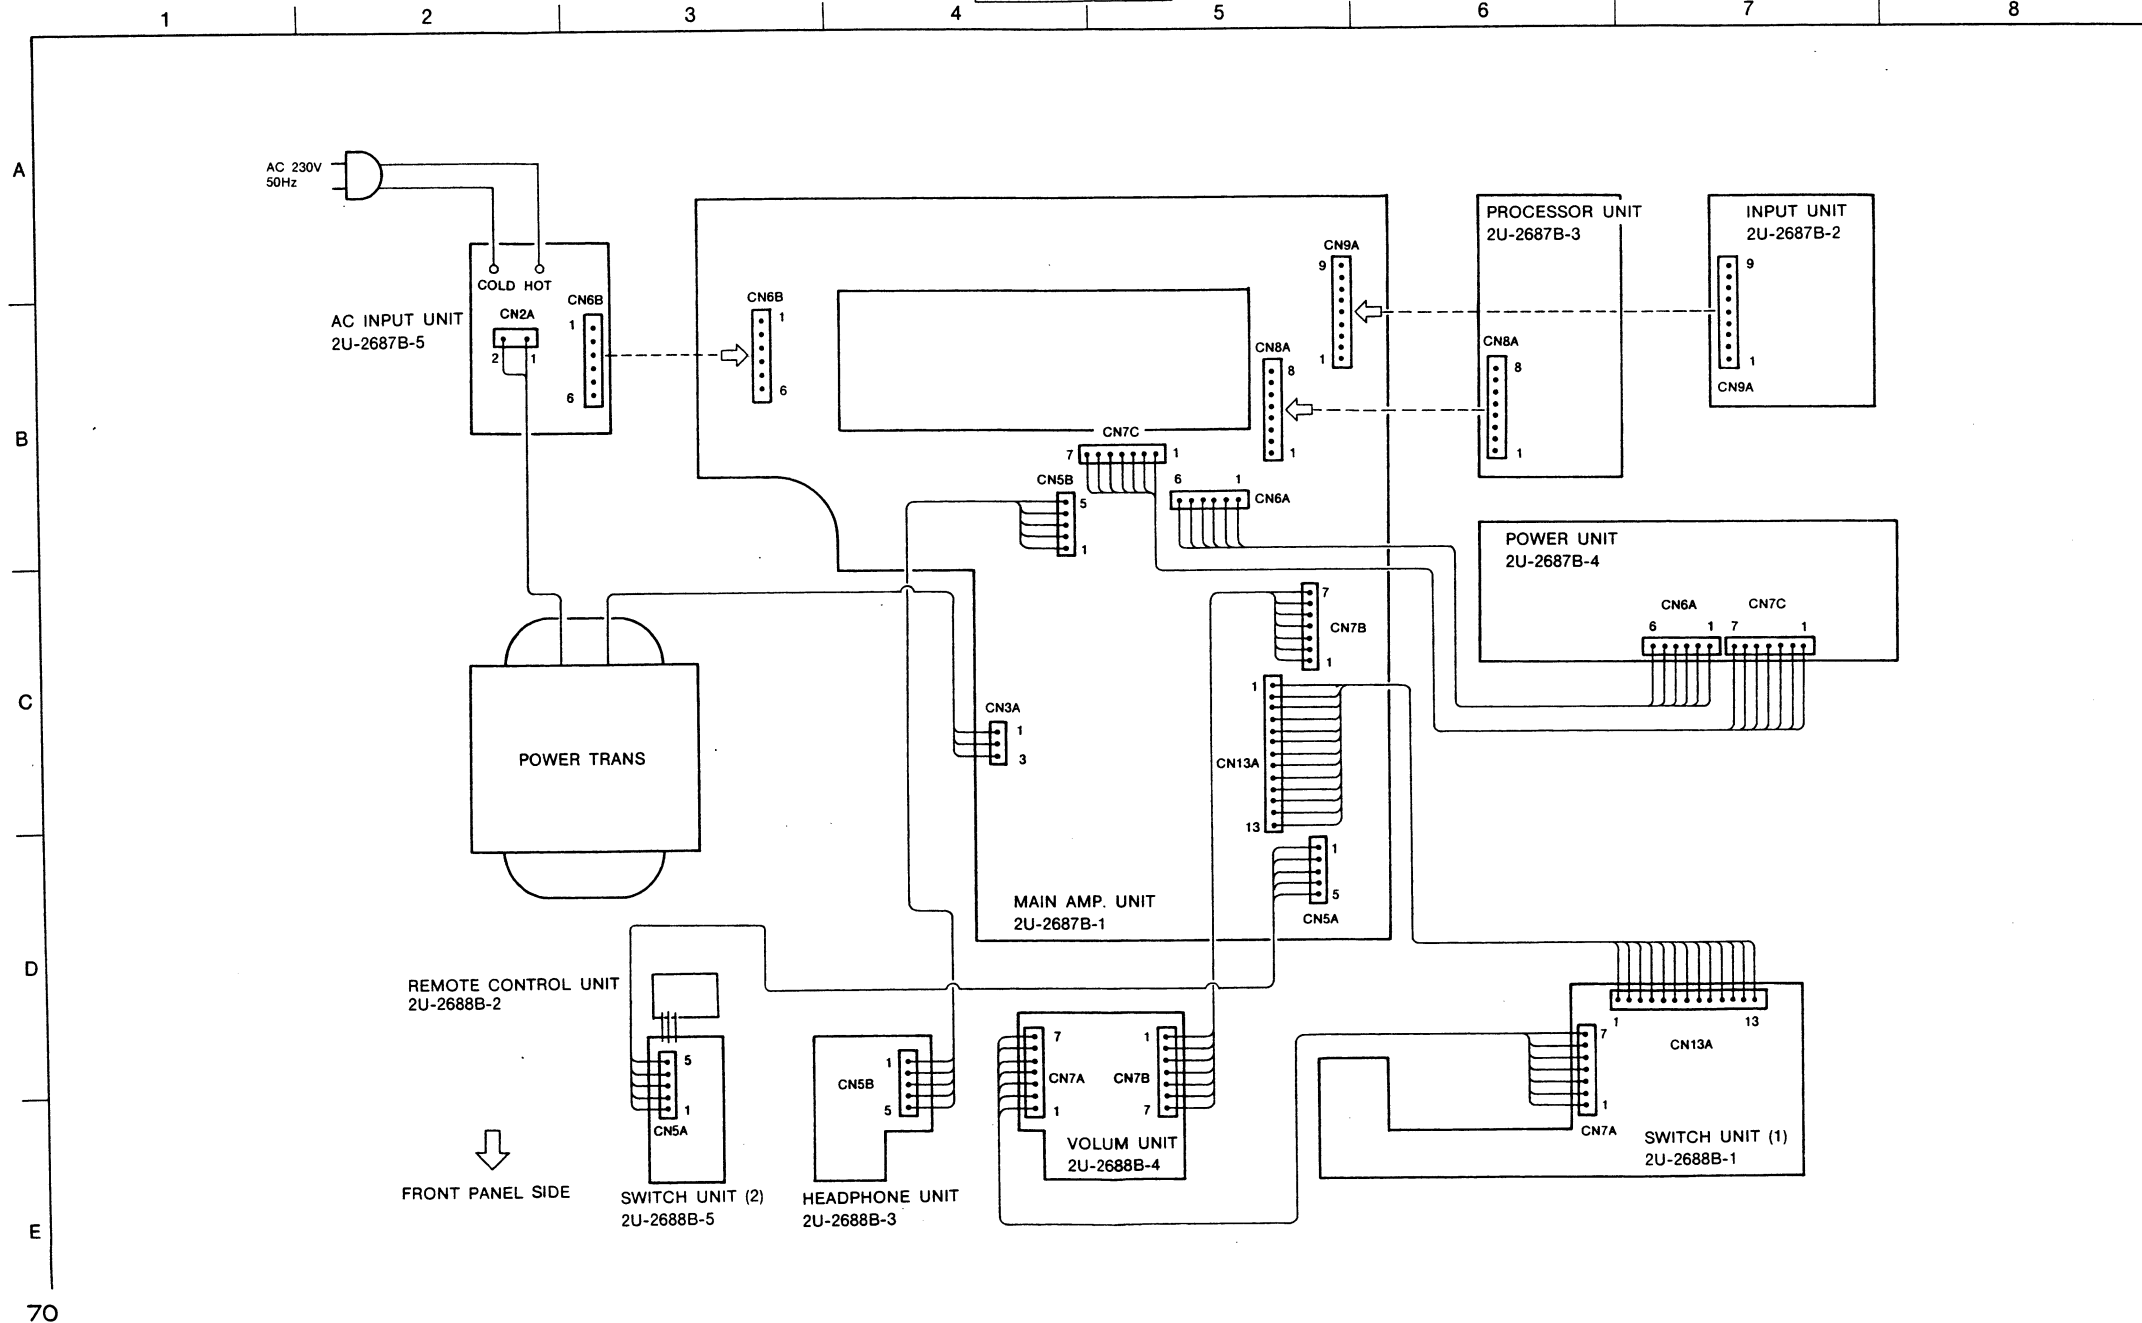 1 2 3 4 5 6 7 8
A
AC 230V
50Hz
COLD HOT
CN6B
CN2A
1
2 1
6
AC INPUT UNIT
2U-2687B-5
CN6B
1
6
CN9A
9
1
CN8A
8
1
PROCESSOR UNIT
2U-2687B-3
CN8A
8
1
INPUT UNIT
2U-2687B-2
9
1
CN9A
B
CN7C
7 1
CN5B
5
1
6 1
CN6A
POWER UNIT
2U-2687B-4
CN6A CN7C
6 1 7 1
7
CN7B
1
C
POWER TRANS
CN3A
1
3
1
CN13A
13
1
5
CN5A
MAIN AMP. UNIT
2U-2687B-1
D
REMOTE CONTROL UNIT
2U-2688B-2
5
1
CN5A
SWITCH UNIT (2)
2U-2688B-5
1
CN5B
5
HEADPHONE UNIT
2U-2688B-3
7 1
CN7A CN7B
1 7
VOLUM UNIT
2U-2688B-4
1 13
CN13A
7
1
CN7A
SWITCH UNIT (1)
2U-2688B-1
FRONT PANEL SIDE
E
70